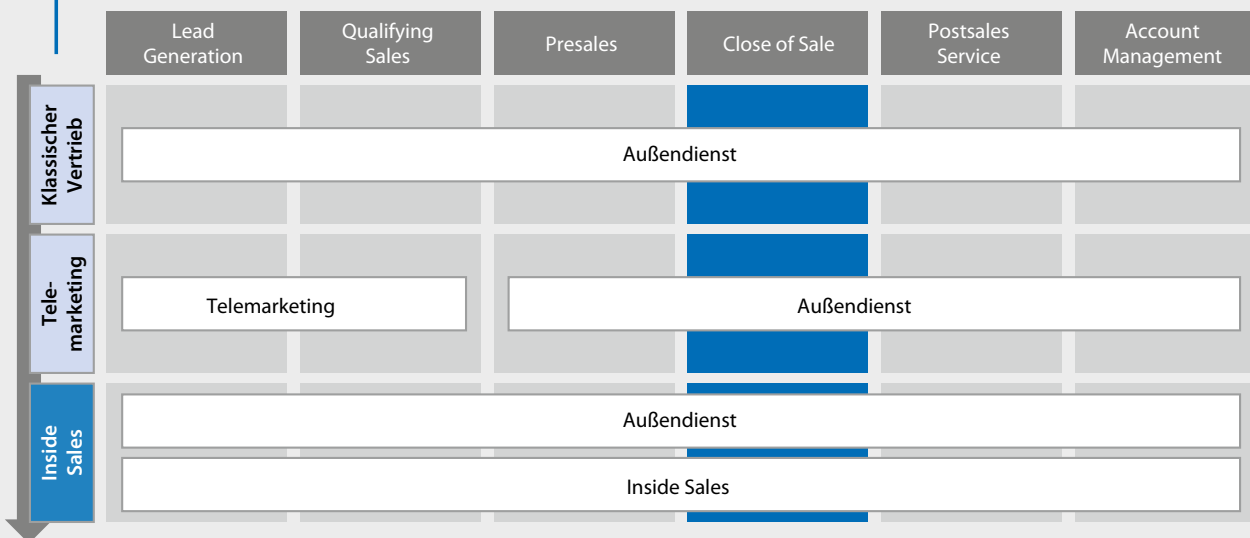 Lead
Generation
Qualifying
Sales
Presales
Close of Sale
Postsales
Service
Account
Management
Klassischer
Vertrieb
Außendienst
Tele-
marketing
Telemarketing
Außendienst
Inside
Sales
Außendienst
Inside Sales